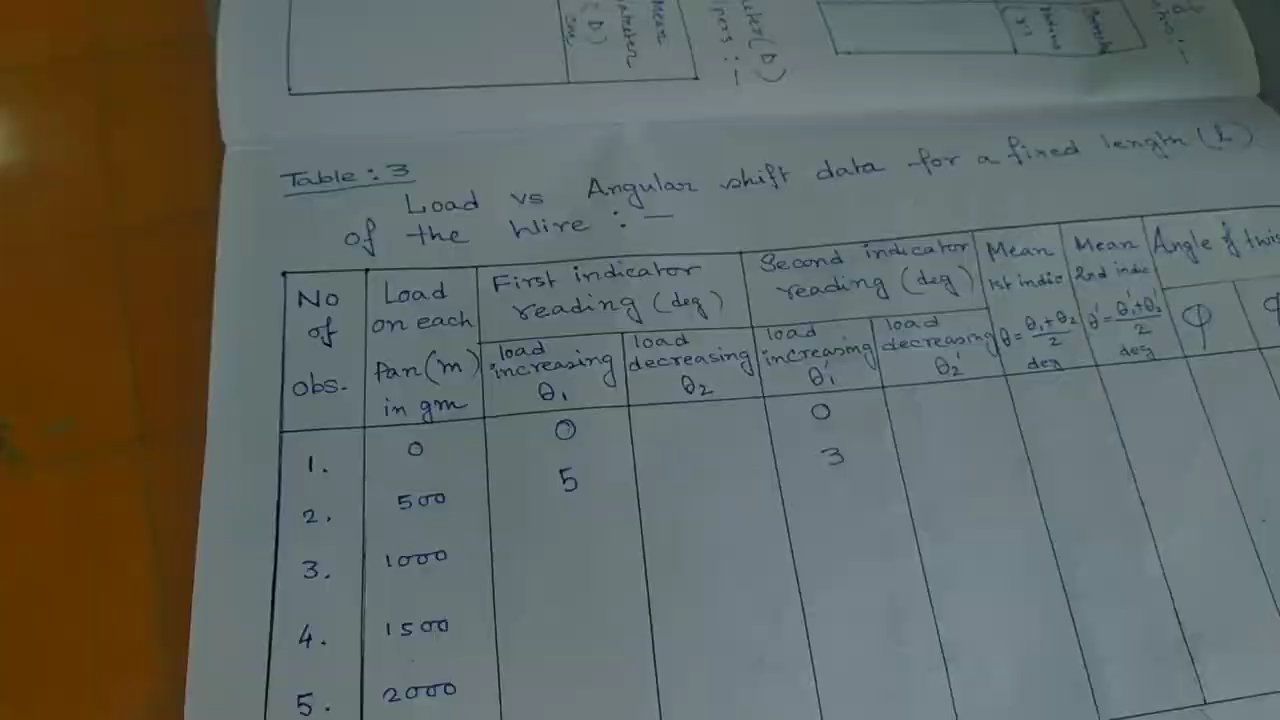 Table : 3
Load vs Angular shift data for a fixed length (L)
of the Wire : —
No of obs.
Load on each Pan (m) in gm
First indicator reading (deg)
Second indicator reading (deg)
Mean 1st indic θ = θ₁+θ₂/2 deg
Mean 2nd indic θ' = θ₁'+θ₂'/2 deg
Angle of twis
load increasing θ₁
load decreasing θ₂
load increasing θ₁'
load decreasing θ₂'
φ
1. 0 0 0
2. 500 5 3
3. 1000
4. 1500
5. 2000